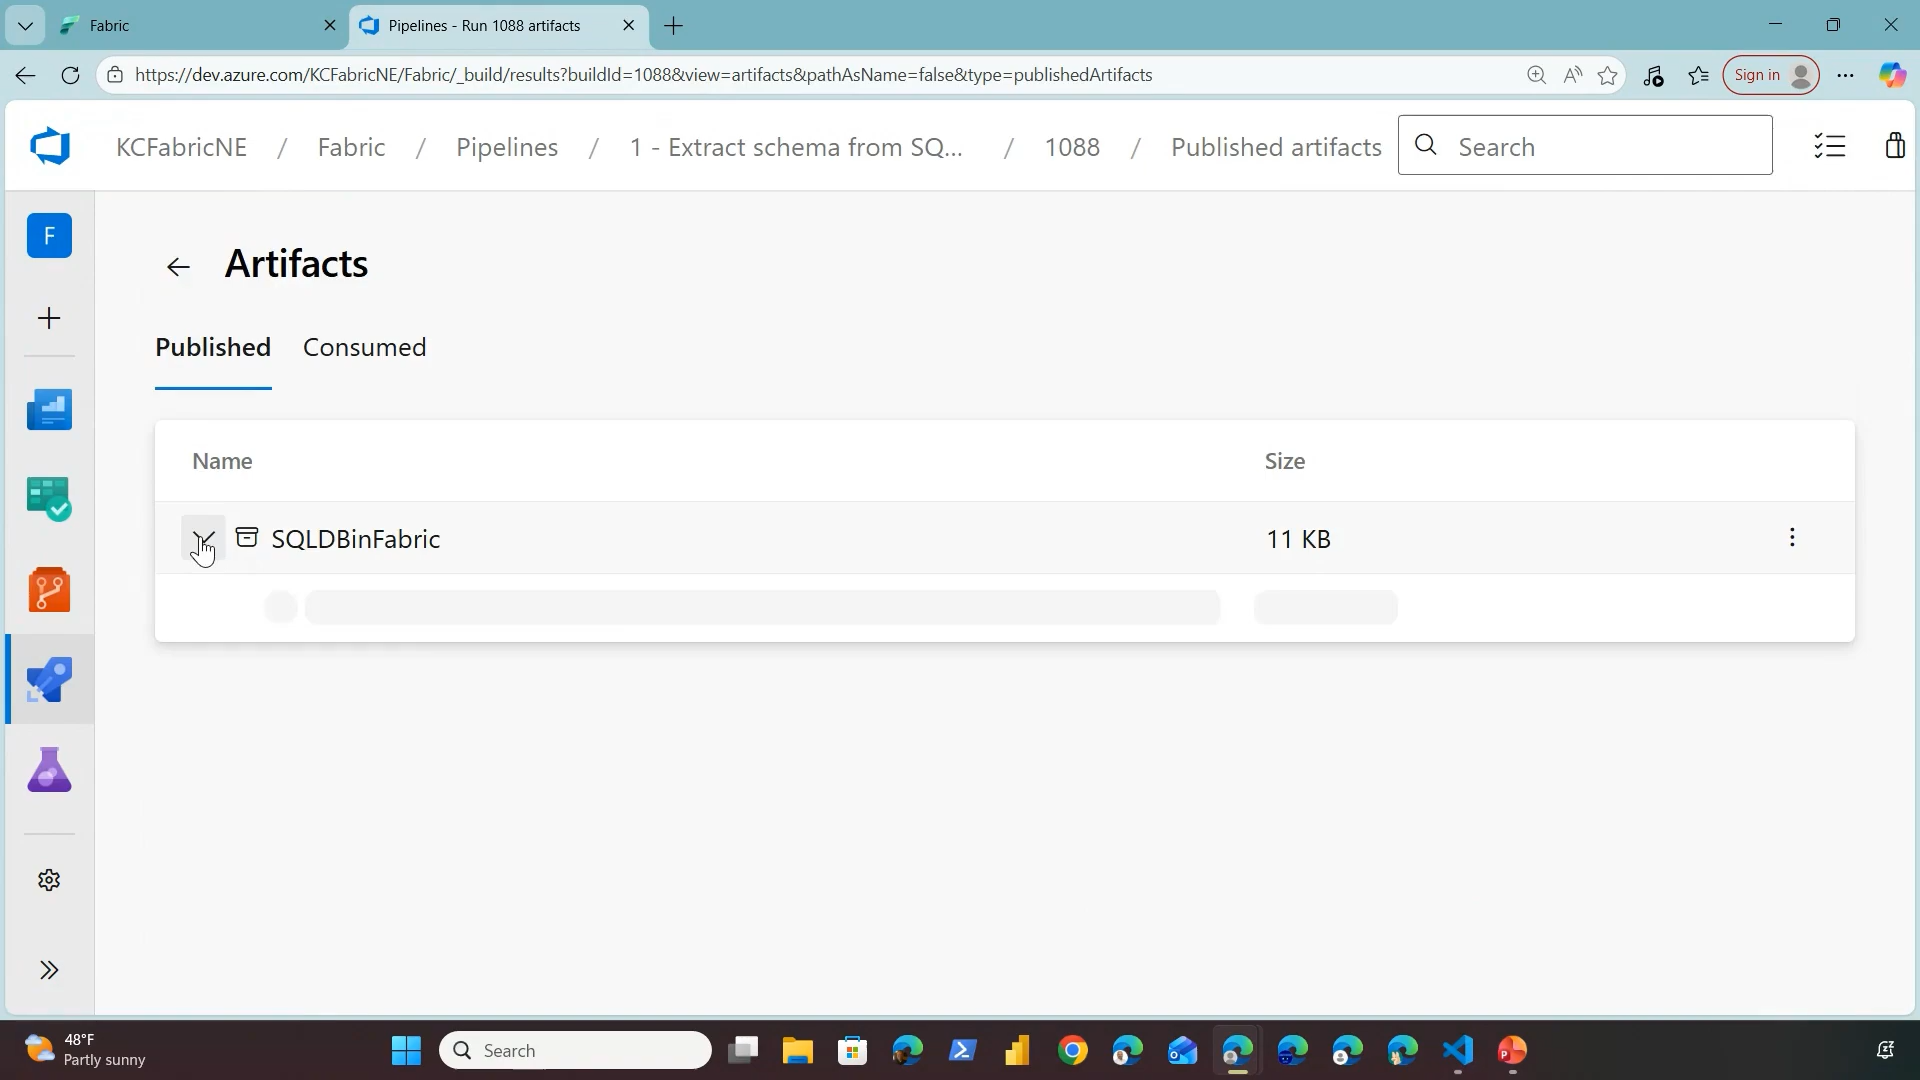 Fabric
Pipelines - Run 1088 artifacts
https://dev.azure.com/KCFabricNE/Fabric/_build/results?buildId=1088&view=artifacts&pathAsName=false&type=publishedArtifacts
Sign in
KCFabricNE / Fabric / Pipelines / 1 - Extract schema from SQ... / 1088 / Published artifacts
Search
F
Artifacts
Published
Consumed
Name
Size
SQLDBinFabric
11 KB
48°F
Partly sunny
Search